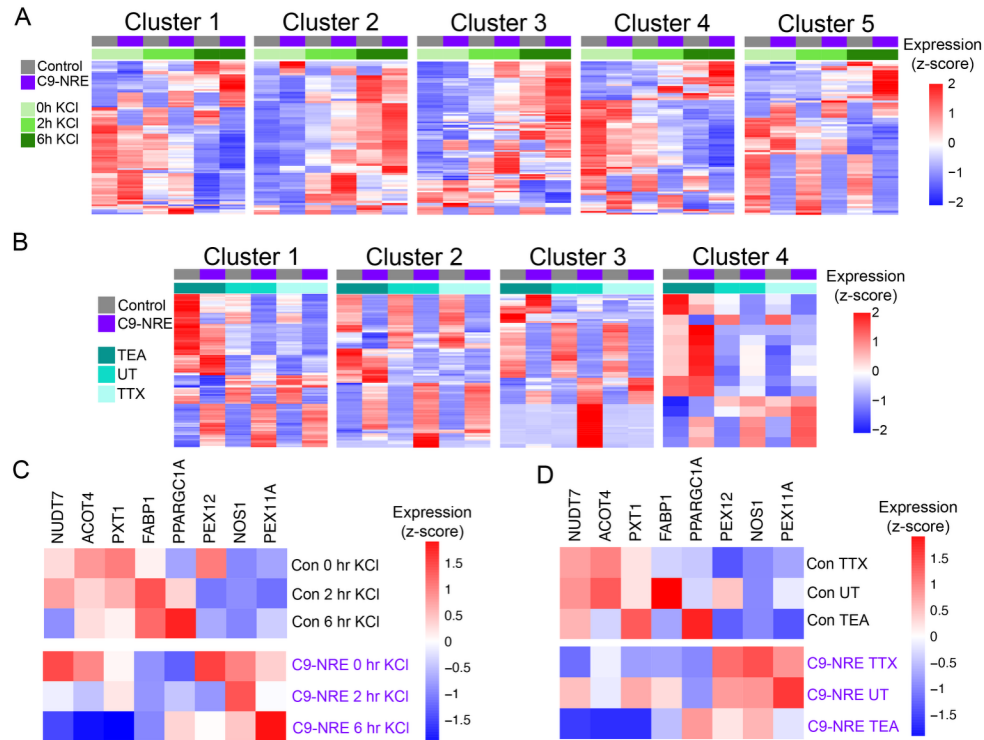 A
Cluster 1 Cluster 2 Cluster 3 Cluster 4 Cluster 5
Control
C9-NRE
0h KCl
2h KCl
6h KCl
Expression
(z-score)
2
1
0
−1
−2
B
Cluster 1 Cluster 2 Cluster 3 Cluster 4
Control
C9-NRE
TEA
UT
TTX
Expression
(z-score)
2
1
0
−1
−2
C
NUDT7 ACOT4 PXT1 FABP1 PPARGC1A PEX12 NOS1 PEX11A
Con 0 hr KCl
Con 2 hr KCl
Con 6 hr KCl
C9-NRE 0 hr KCl
C9-NRE 2 hr KCl
C9-NRE 6 hr KCl
Expression
(z-score)
1.5
1
0.5
0
−0.5
−1
−1.5
D
NUDT7 ACOT4 PXT1 FABP1 PPARGC1A PEX12 NOS1 PEX11A
Con TTX
Con UT
Con TEA
C9-NRE TTX
C9-NRE UT
C9-NRE TEA
Expression
(z-score)
1.5
1
0.5
0
−0.5
−1
−1.5